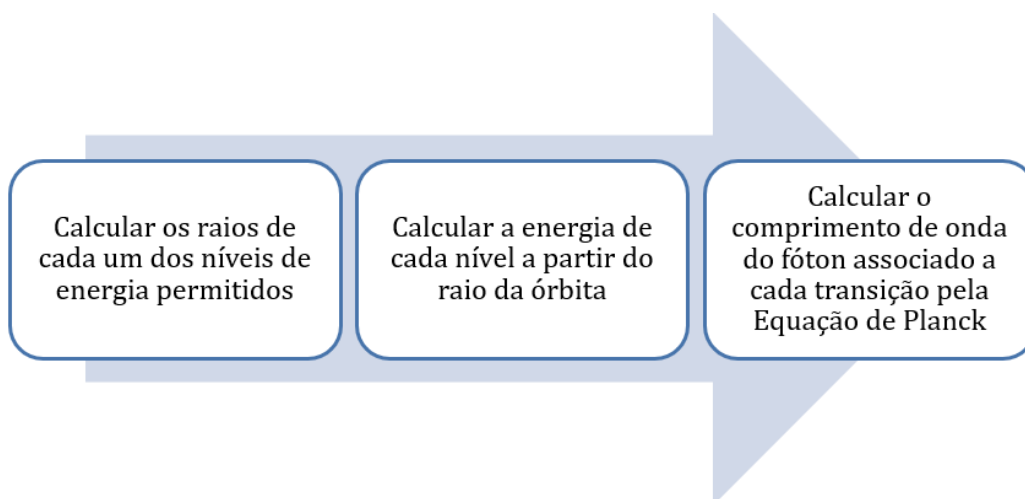 Calcular os raios de
cada um dos níveis de
energia permitidos
Calcular a energia de
cada nível a partir do
raio da órbita
Calcular o
comprimento de onda
do fóton associado a
cada transição pela
Equação de Planck